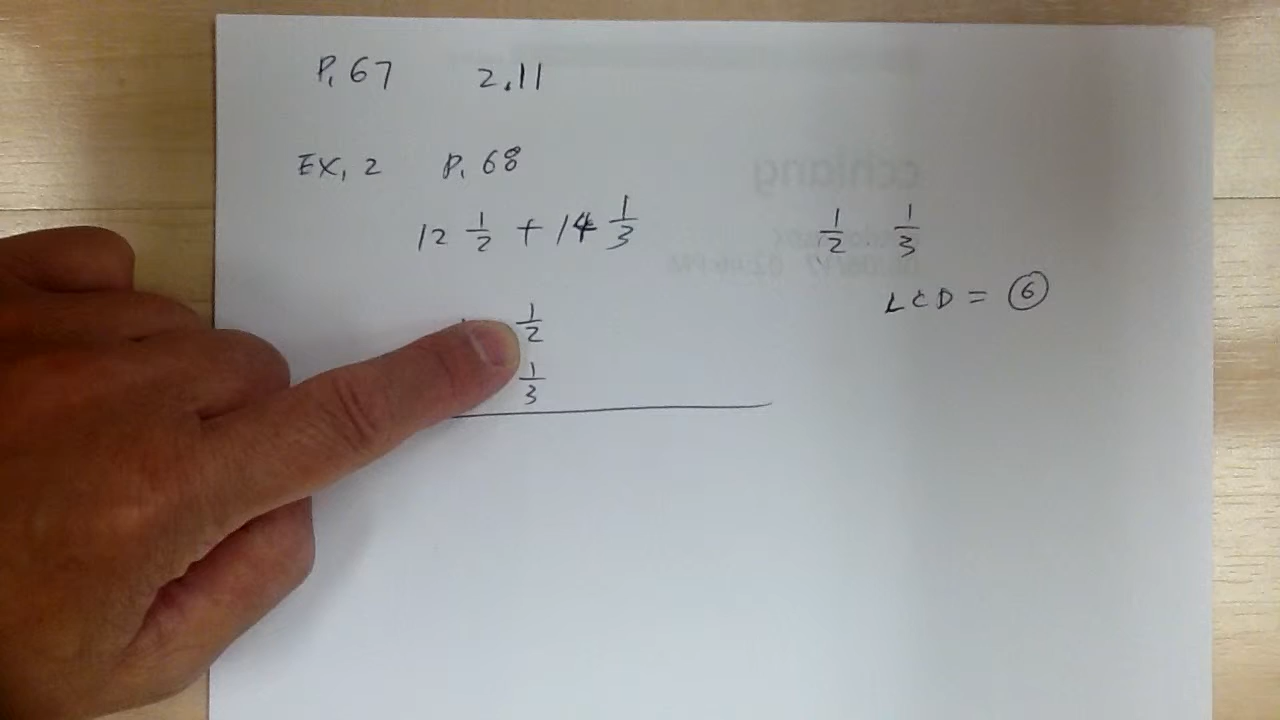 P. 67 2.11
EX. 2 P. 68
12 1/2 + 14 1/3
1/2 1/3
LCD = 6
1/2
1/3